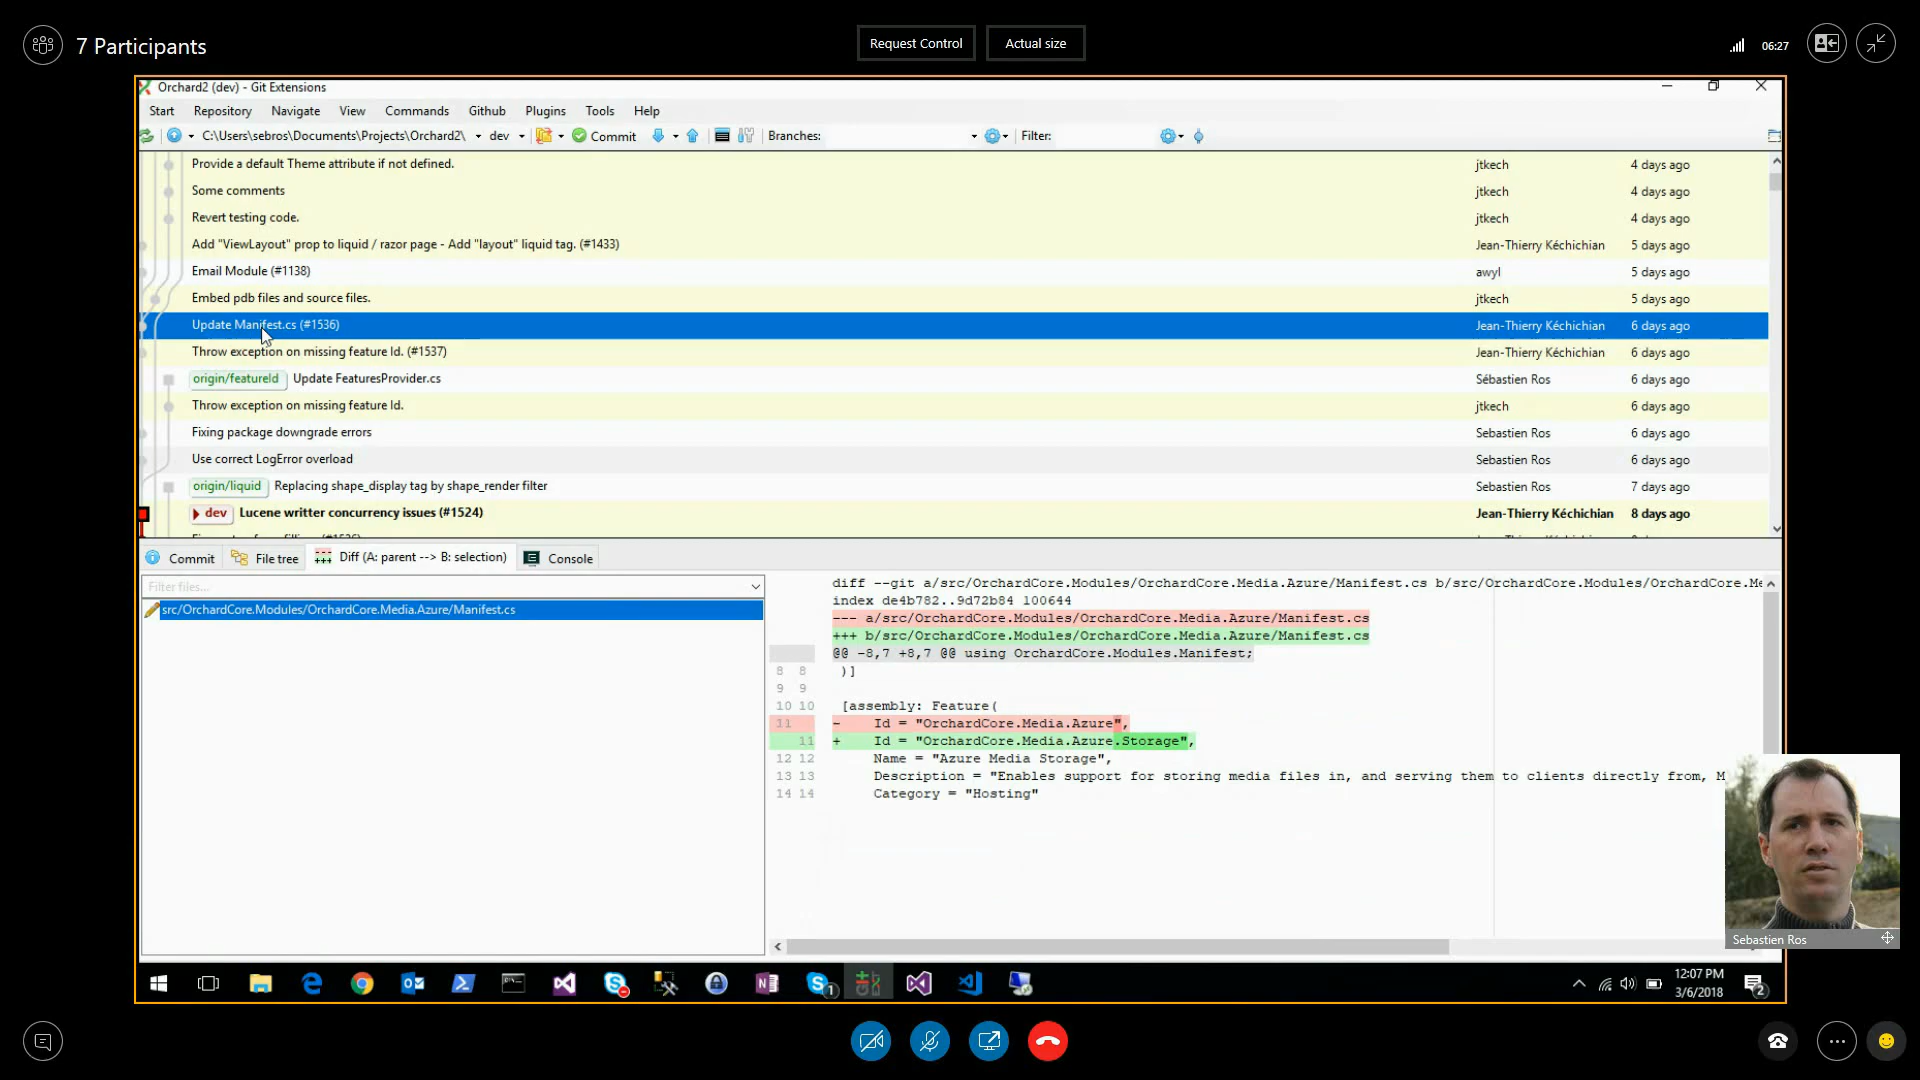 7 Participants
Request Control
Actual size
06:27
Orchard2 (dev) - Git Extensions
Start Repository Navigate View Commands Github Plugins Tools Help
C:\Users\sebros\Documents\Projects\Orchard2\ dev Commit Branches: Filter:
Provide a default Theme attribute if not defined. jtkech 4 days ago
Some comments jtkech 4 days ago
Revert testing code. jtkech 4 days ago
Add "ViewLayout" prop to liquid / razor page - Add "layout" liquid tag. (#1433) Jean-Thierry Kéchichian 5 days ago
Email Module (#1138) awyl 5 days ago
Embed pdb files and source files. jtkech 5 days ago
Update Manifest.cs (#1536) Jean-Thierry Kéchichian 6 days ago
Throw exception on missing feature Id. (#1537) Jean-Thierry Kéchichian 6 days ago
origin/featureId Update FeaturesProvider.cs Sébastien Ros 6 days ago
Throw exception on missing feature Id. jtkech 6 days ago
Fixing package downgrade errors Sebastien Ros 6 days ago
Use correct LogError overload Sebastien Ros 6 days ago
origin/liquid Replacing shape_display tag by shape_render filter Sebastien Ros 7 days ago
dev Lucene writter concurrency issues (#1524) Jean-Thierry Kéchichian 8 days ago
Commit File tree Diff (A: parent --> B: selection) Console
Filter files...
src/OrchardCore.Modules/OrchardCore.Media.Azure/Manifest.cs
diff --git a/src/OrchardCore.Modules/OrchardCore.Media.Azure/Manifest.cs b/src/OrchardCore.Modules/OrchardCore.Me
index de4b782..9d72b84 100644
--- a/src/OrchardCore.Modules/OrchardCore.Media.Azure/Manifest.cs
+++ b/src/OrchardCore.Modules/OrchardCore.Media.Azure/Manifest.cs
@@ -8,7 +8,7 @@ using OrchardCore.Modules.Manifest;
8 8 )]
9 9
10 10 [assembly: Feature(
11 - Id = "OrchardCore.Media.Azure",
11 + Id = "OrchardCore.Media.Azure.Storage",
12 12 Name = "Azure Media Storage",
13 13 Description = "Enables support for storing media files in, and serving them to clients directly from, M
14 14 Category = "Hosting"
Sebastien Ros
12:07 PM
3/6/2018
1
2